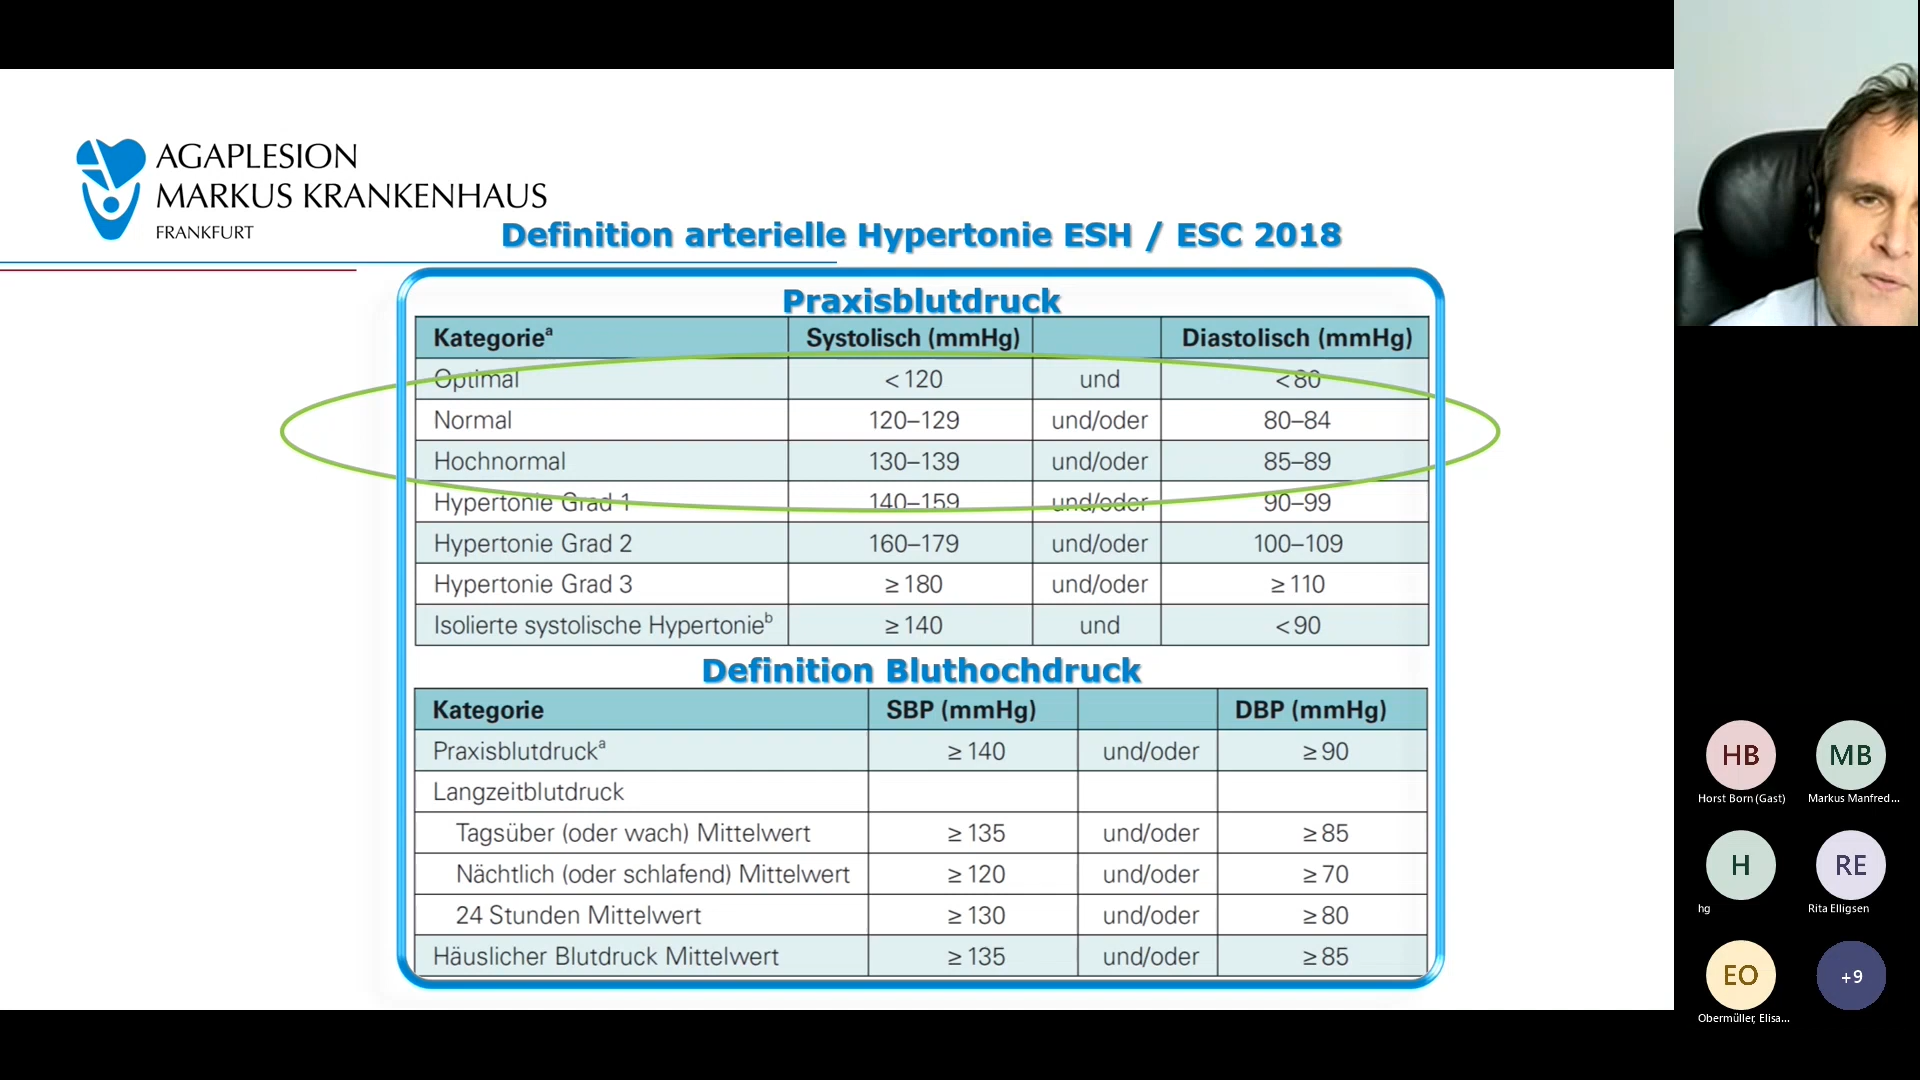 AGAPLESION
MARKUS KRANKENHAUS
FRANKFURT
Definition arterielle Hypertonie ESH / ESC 2018
Praxisblutdruck
Kategorieᵃ Systolisch (mmHg) Diastolisch (mmHg)
Optimal < 120 und < 80
Normal 120–129 und/oder 80–84
Hochnormal 130–139 und/oder 85–89
Hypertonie Grad 1 140–159 und/oder 90–99
Hypertonie Grad 2 160–179 und/oder 100–109
Hypertonie Grad 3 ≥ 180 und/oder ≥ 110
Isolierte systolische Hypertonieᵇ ≥ 140 und < 90
Definition Bluthochdruck
Kategorie SBP (mmHg) DBP (mmHg)
Praxisblutdruckᵃ ≥ 140 und/oder ≥ 90
Langzeitblutdruck
Tagsüber (oder wach) Mittelwert ≥ 135 und/oder ≥ 85
Nächtlich (oder schlafend) Mittelwert ≥ 120 und/oder ≥ 70
24 Stunden Mittelwert ≥ 130 und/oder ≥ 80
Häuslicher Blutdruck Mittelwert ≥ 135 und/oder ≥ 85
HB MB
Horst Born (Gast) Markus Manfred...
H RE
hg Rita Elligsen
EO +9
Obermüller, Elisa...